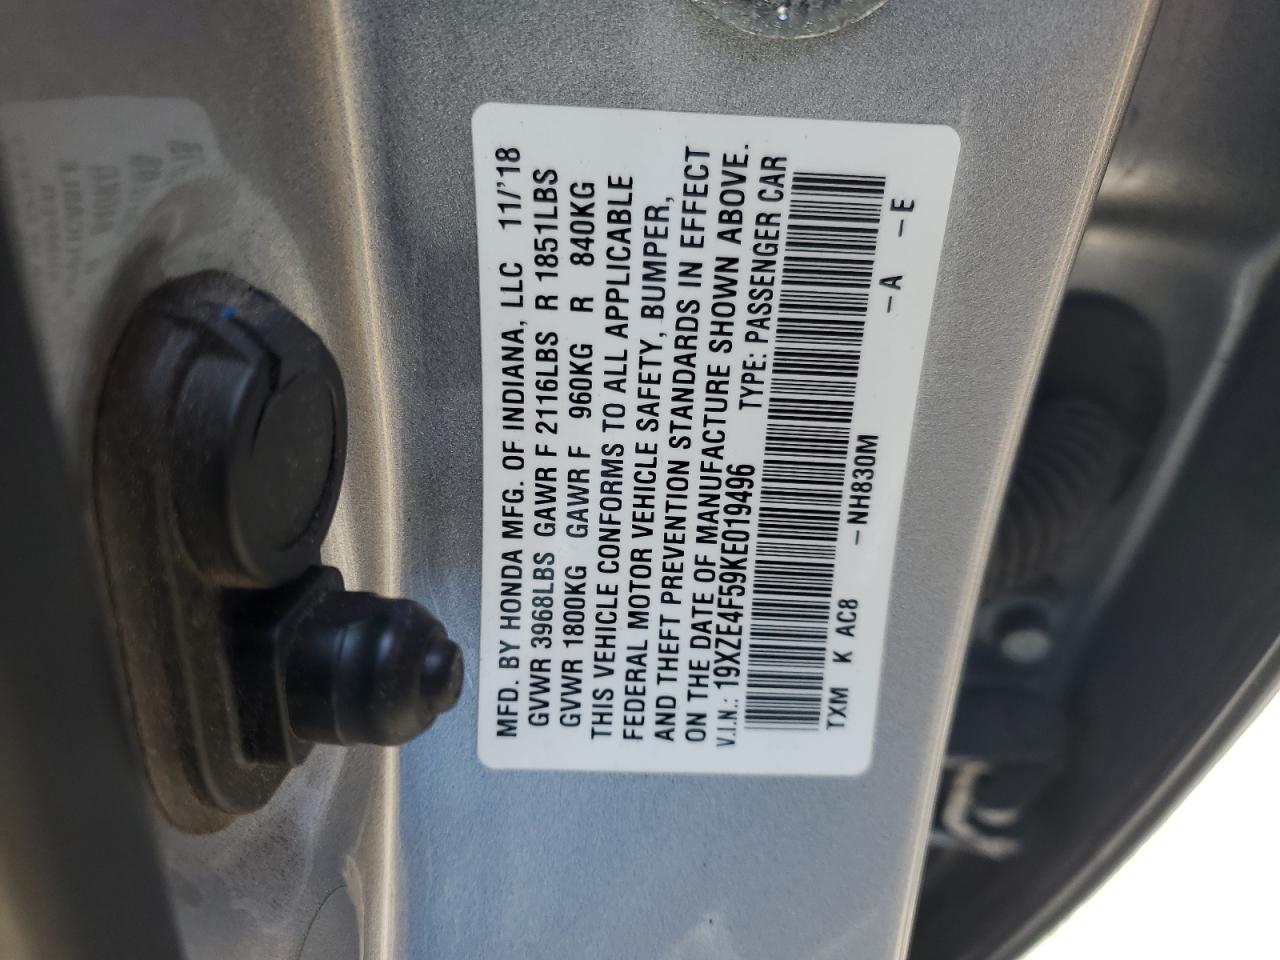 MFD. BY HONDA MFG. OF INDIANA, LLC 11/'18
GVWR 3968LBS GAWR F 2116LBS R 1851LBS
GVWR 1800KG GAWR F 960KG R 840KG
THIS VEHICLE CONFORMS TO ALL APPLICABLE
FEDERAL MOTOR VEHICLE SAFETY, BUMPER,
AND THEFT PREVENTION STANDARDS IN EFFECT
ON THE DATE OF MANUFACTURE SHOWN ABOVE.
V.I.N.: 19XZE4F59KE019496 TYPE: PASSENGER CAR
TXM K AC8 -NH830M -A -E